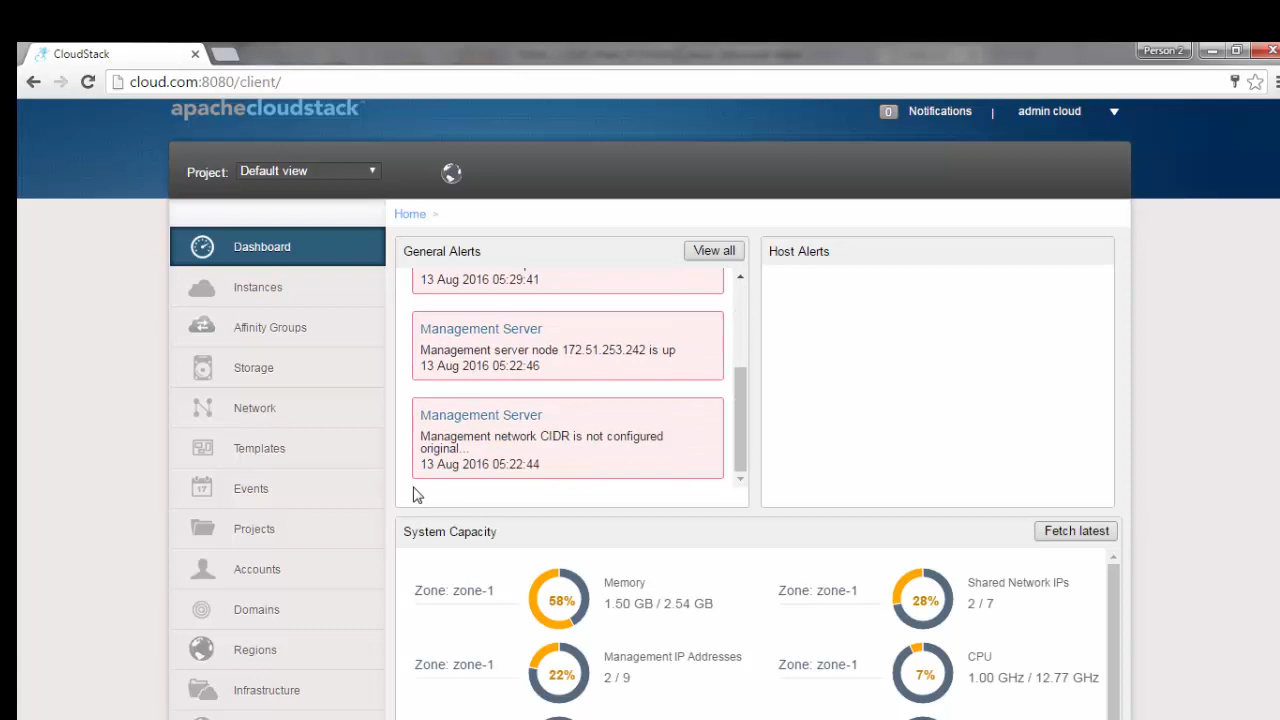 CloudStack
Person 2
cloud.com:8080/client/
apachecloudstack
0 Notifications | admin cloud
Project: Default view
Home >
Dashboard
Instances
Affinity Groups
Storage
Network
Templates
17
Events
Projects
Accounts
Domains
Regions
Infrastructure
General Alerts
View all
13 Aug 2016 05:29:41
Management Server
Management server node 172.51.253.242 is up
13 Aug 2016 05:22:46
Management Server
Management network CIDR is not configured
original...
13 Aug 2016 05:22:44
Host Alerts
System Capacity
Fetch latest
Zone: zone-1
58%
Memory
1.50 GB / 2.54 GB
Zone: zone-1
28%
Shared Network IPs
2 / 7
Zone: zone-1
22%
Management IP Addresses
2 / 9
Zone: zone-1
7%
CPU
1.00 GHz / 12.77 GHz